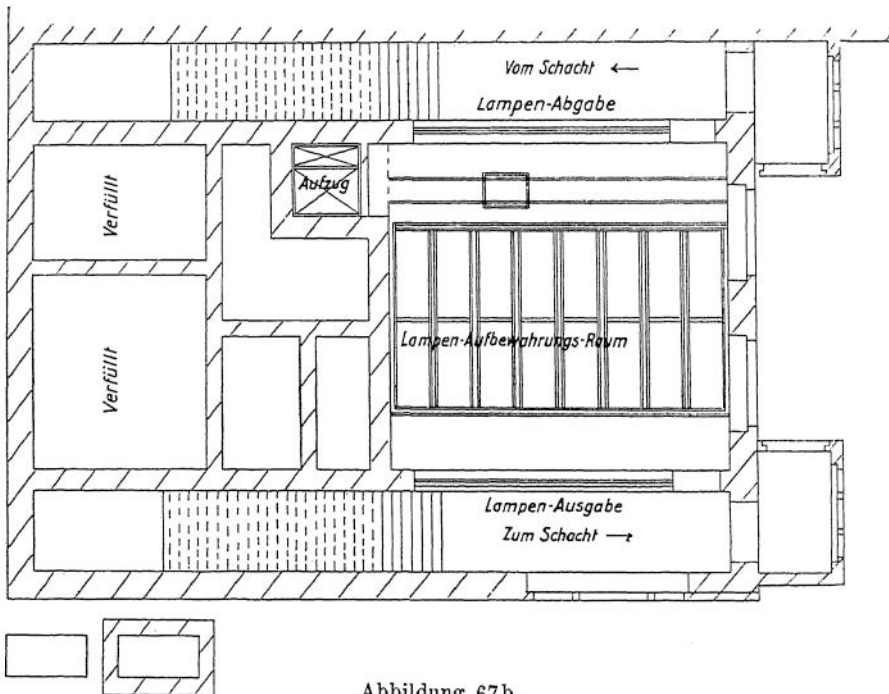 Vom Schacht ←
Lampen-Abgabe
Aufzug
Verfüllt
Lampen-Aufbewahrungs-Raum
Verfüllt
Lampen-Ausgabe
Zum Schacht →
Abbildung 67b